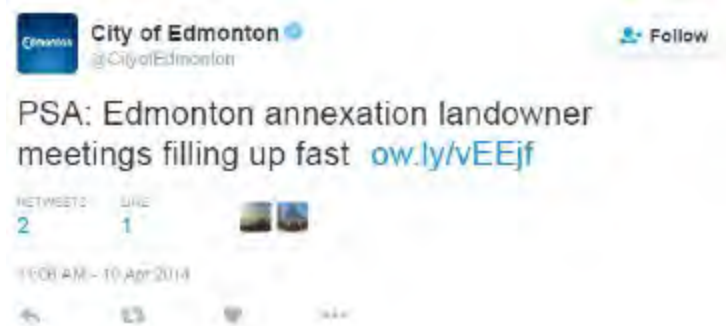 Edmonton
City of Edmonton
@CityofEdmonton
Follow
PSA: Edmonton annexation landowner
meetings filling up fast ow.ly/vEEjf
RETWEETS LIKE
2 1
11:08 AM - 10 Apr 2014